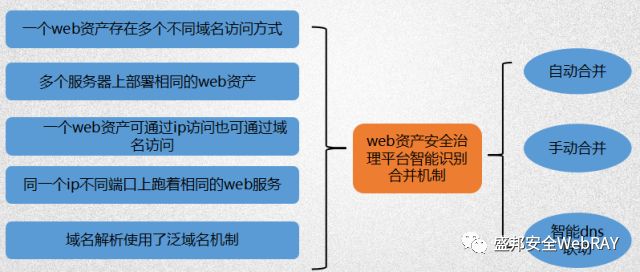 一个web资产存在多个不同域名访问方式
多个服务器上部署相同的web资产
一个web资产可通过ip访问也可通过域
名访问
同一个ip不同端口上跑着相同的web服务
域名解析使用了泛域名机制
web资产安全治
理平台智能识别
合并机制
自动合并
手动合并
智能dns
联动
盛邦安全WebRAY